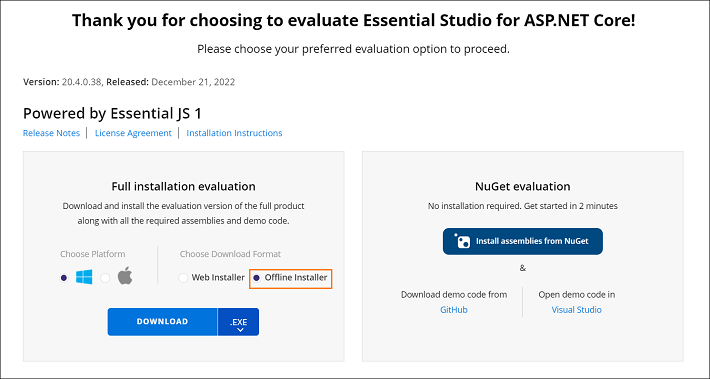 Thank you for choosing to evaluate Essential Studio for ASP.NET Core!
Please choose your preferred evaluation option to proceed.
Version: 20.4.0.38, Released: December 21, 2022
Powered by Essential JS 1
Release Notes | License Agreement | Installation Instructions
Full installation evaluation
Download and install the evaluation version of the full product
along with all the required assemblies and demo code.
Choose Platform
Choose Download Format
Web Installer
Offline Installer
DOWNLOAD
.EXE
NuGet evaluation
No installation required. Get started in 2 minutes
Install assemblies from NuGet
&
Download demo code from
GitHub
Open demo code in
Visual Studio